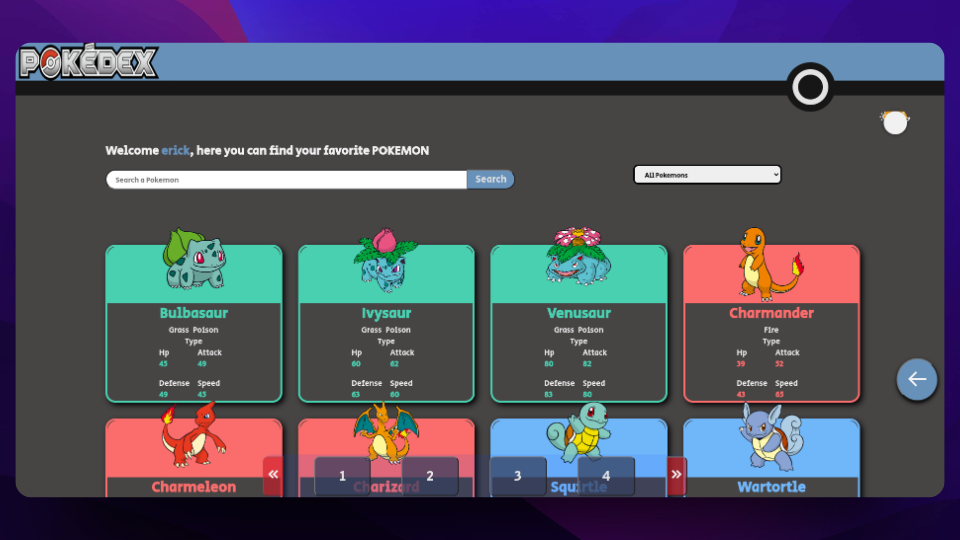 POKÉDEX
Welcome erick, here you can find your favorite POKEMON
Search a Pokemon
Search
All Pokemons
Bulbasaur
Grass Poison
Type
Hp Attack
45 49
Defense Speed
49 45
Ivysaur
Grass Poison
Type
Hp Attack
60 62
Defense Speed
63 60
Venusaur
Grass Poison
Type
Hp Attack
80 82
Defense Speed
83 80
Charmander
Fire
Type
Hp Attack
39 52
Defense Speed
43 65
Charmeleon
Charizard
Squirtle
Wartortle
« 1 2 3 4 »